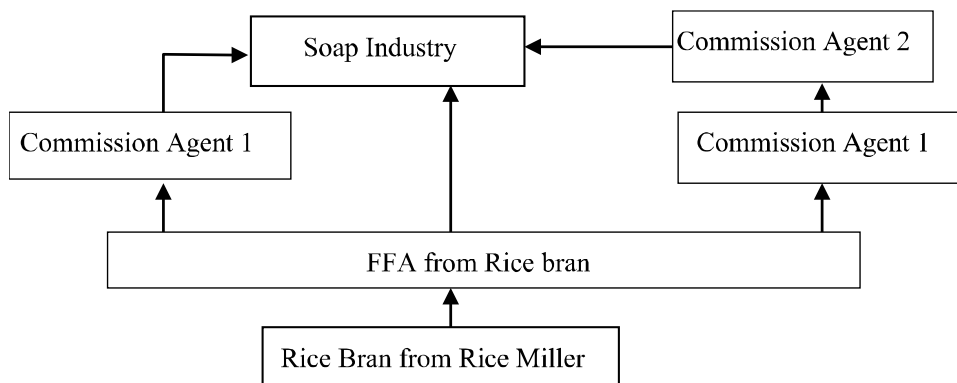 Soap Industry
Commission Agent 2
Commission Agent 1
Commission Agent 1
FFA from Rice bran
Rice Bran from Rice Miller